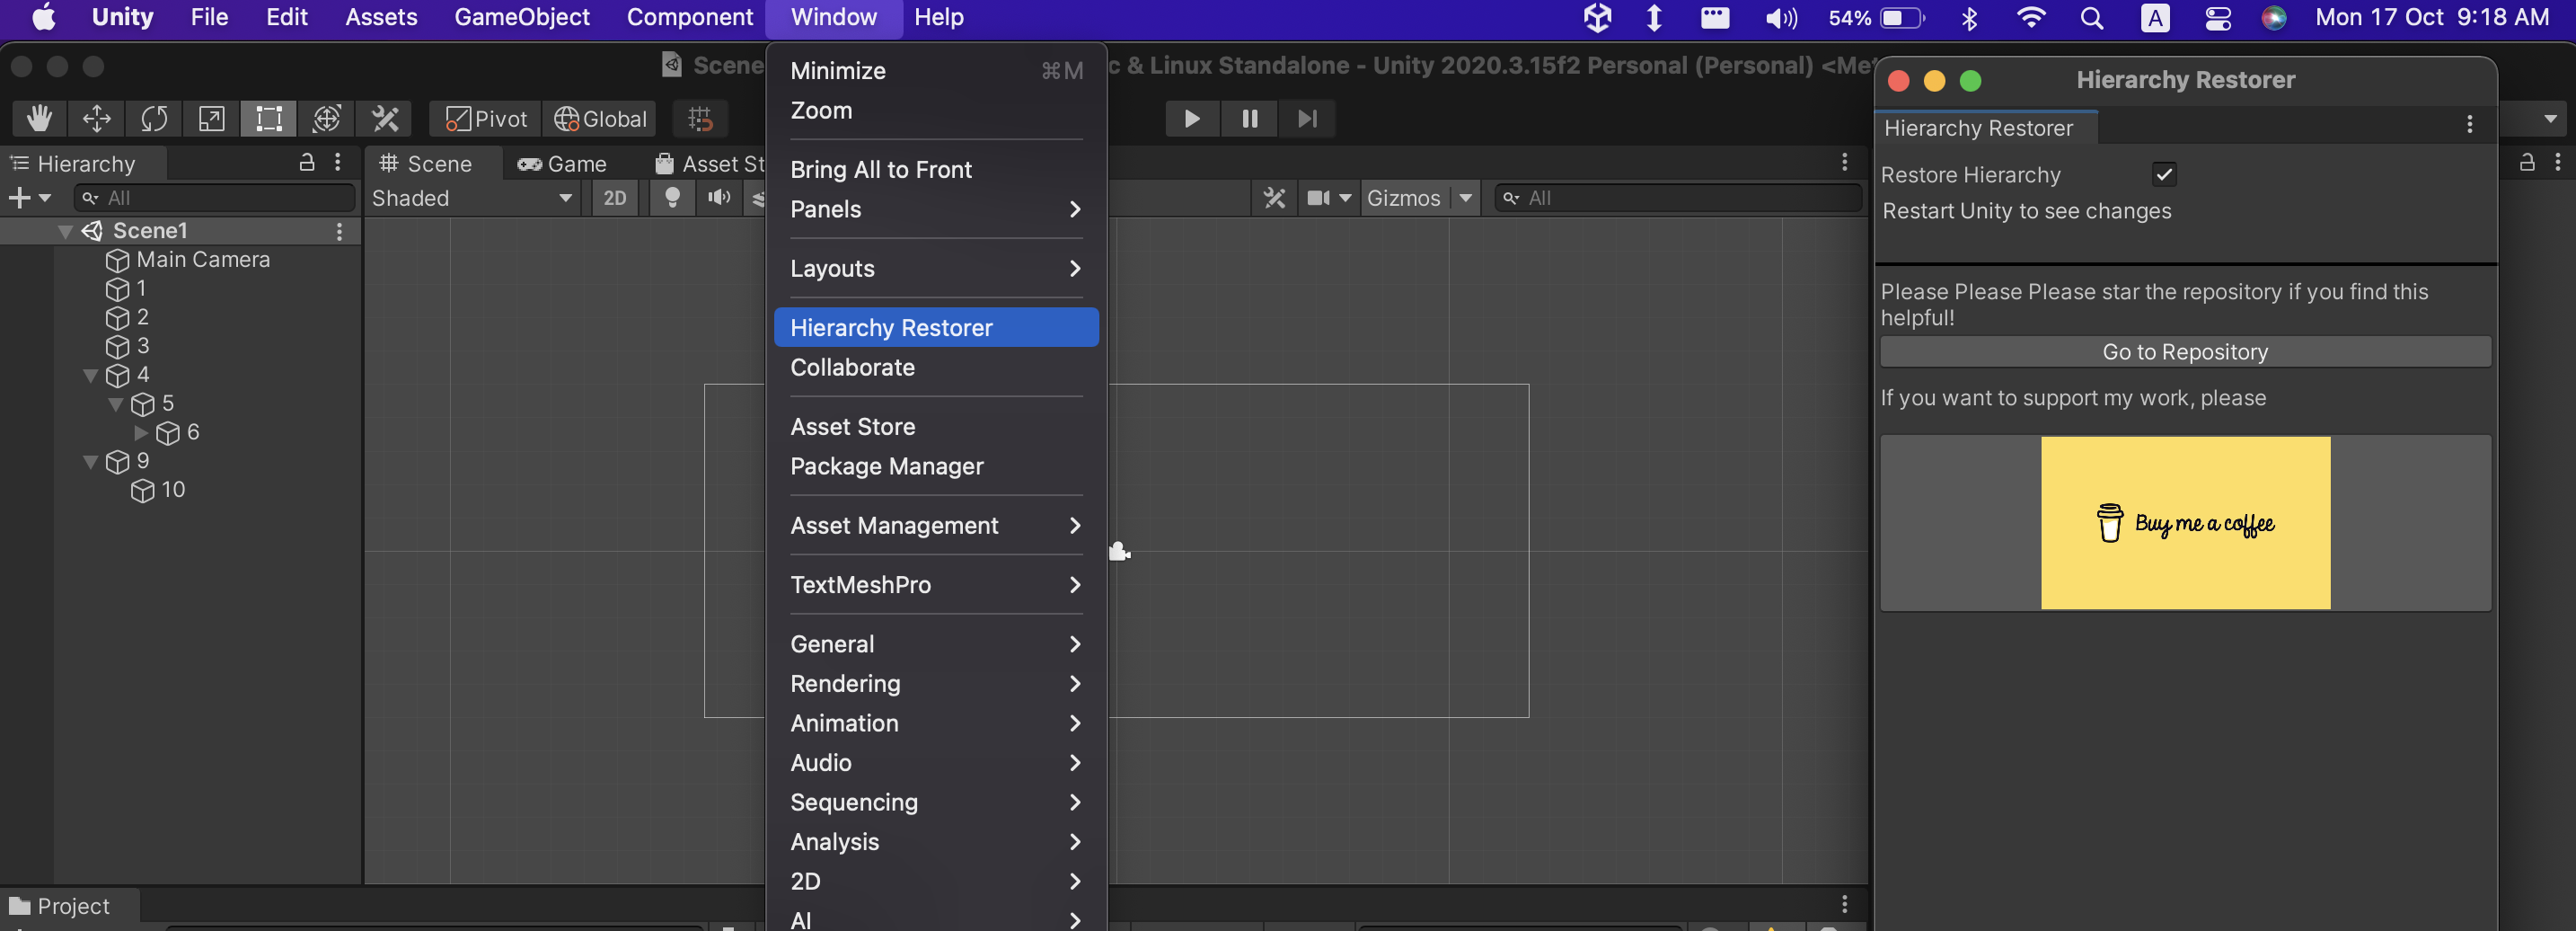 Unity File Edit Assets GameObject Component Window Help 54% A Mon 17 Oct 9:18 AM
Scene c & Linux Standalone - Unity 2020.3.15f2 Personal (Personal)
Pivot Global
Hierarchy
All
Scene1
Main Camera
1
2
3
4
5
6
9
10
Scene Game Asset St
Shaded 2D Gizmos All
Minimize ⌘M
Zoom
Bring All to Front
Panels
Layouts
Hierarchy Restorer
Collaborate
Asset Store
Package Manager
Asset Management
TextMeshPro
General
Rendering
Animation
Audio
Sequencing
Analysis
2D
AI
Project
Hierarchy Restorer
Hierarchy Restorer
Restore Hierarchy
Restart Unity to see changes
Please Please Please star the repository if you find this
helpful!
Go to Repository
If you want to support my work, please
Buy me a coffee